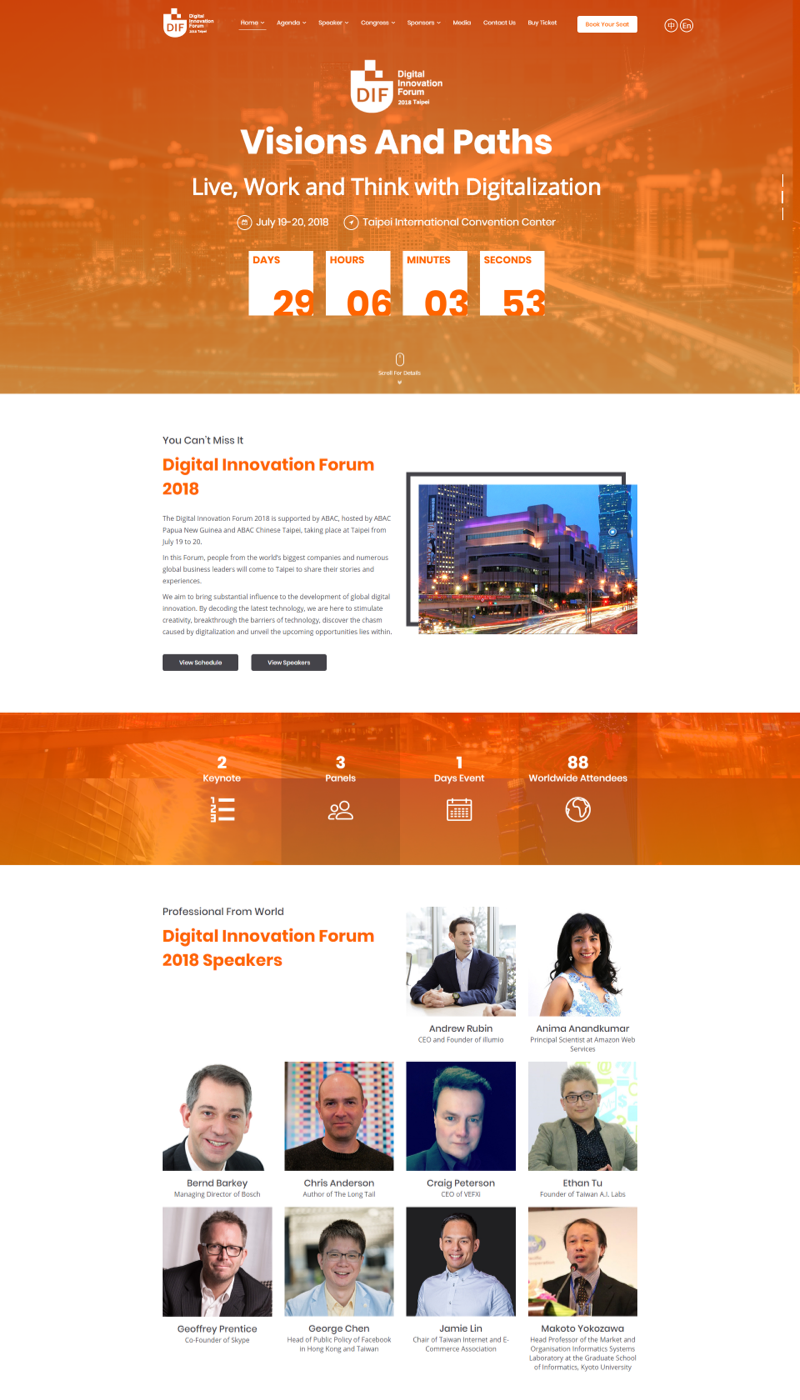 DIF
Digital
Innovation
Forum
2018 Taipei
Home
Agenda
Speaker
Congress
Sponsors
Media
Contact Us
Buy Ticket
Book Your Seat
中
En
DIF
Digital
Innovation
Forum
2018 Taipei
Visions And Paths
Live, Work and Think with Digitalization
July 19-20, 2018
Taipoi International Convention Center
DAYS
HOURS
MINUTES
SECONDS
29
06
03
53
Scroll For Details
You Can't Miss It
Digital Innovation Forum
2018
The Digital Innovation Forum 2018 is supported by ABAC, hosted by ABAC
Papua New Guinea and ABAC Chinese Taipei, taking place at Taipei from
July 19 to 20.
In this Forum, people from the world's biggest companies and numerous
global business leaders will come to Taipei to share their stories and
experiences.
We aim to bring substantial influence to the development of global digital
innovation. By decoding the latest technology, we are here to stimulate
creativity, breakthrough the barriers of technology, discover the chasm
caused by digitalization and unveil the upcoming opportunities lies within.
View Schedule
View Speakers
2
Keynote
3
Panels
1
Days Event
88
Worldwide Attendees
1
2
3
Professional From World
Digital Innovation Forum
2018 Speakers
Andrew Rubin
CEO and Founder of illumio
Anima Anandkumar
Principal Scientist at Amazon Web
Services
Bernd Barkey
Managing Director of Bosch
Chris Anderson
Author of The Long Tail
Craig Peterson
CEO of VEFXI
Ethan Tu
Founder of Taiwan A.I. Labs
Geoffrey Prentice
Co-Founder of Skype
George Chen
Head of Public Policy of Facebook
in Hong Kong and Taiwan
Jamie Lin
Chair of Taiwan Internet and E-
Commerce Association
Makoto Yokozawa
Head Professor of the Market and
Organisation Informatics Systems
Laboratory at the Graduate School
of Informatics, Kyoto University